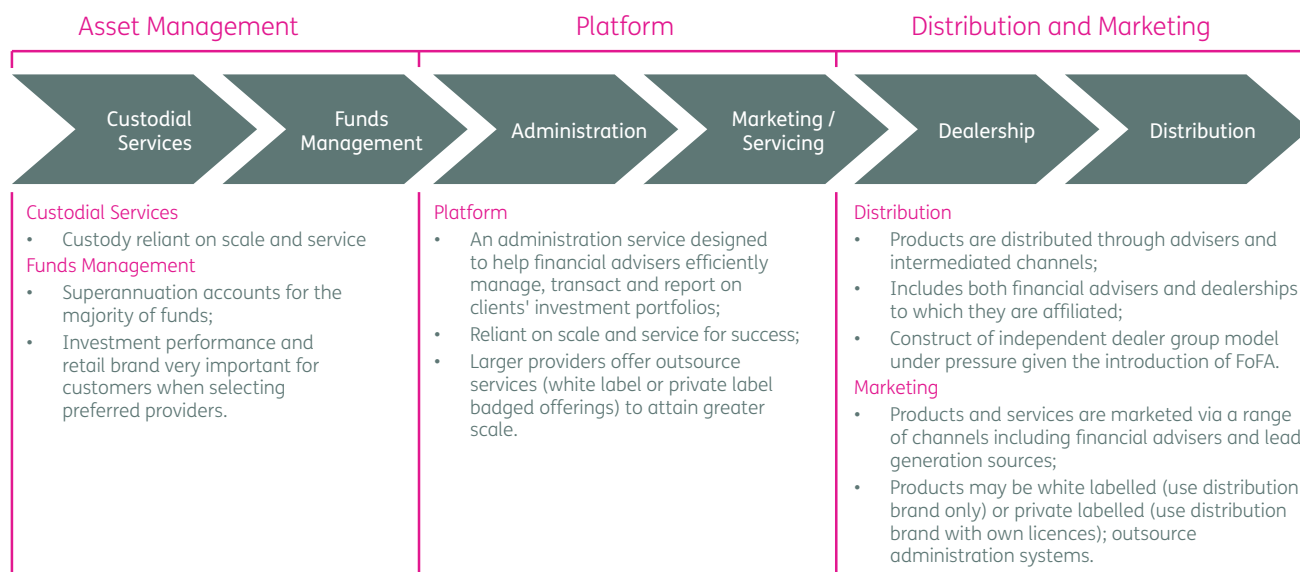 Asset Management
Platform
Distribution and Marketing
Custodial
Services
Funds
Management
Administration
Marketing /
Servicing
Dealership
Distribution
Custodial Services
• Custody reliant on scale and service
Funds Management
• Superannuation accounts for the
majority of funds;
• Investment performance and
retail brand very important for
customers when selecting
preferred providers.
Platform
• An administration service designed
to help financial advisers efficiently
manage, transact and report on
clients' investment portfolios;
• Reliant on scale and service for success;
• Larger providers offer outsource
services (white label or private label
badged offerings) to attain greater
scale.
Distribution
• Products are distributed through advisers and
intermediated channels;
• Includes both financial advisers and dealerships
to which they are affiliated;
• Construct of independent dealer group model
under pressure given the introduction of FoFA.
Marketing
• Products and services are marketed via a range
of channels including financial advisers and lead
generation sources;
• Products may be white labelled (use distribution
brand only) or private labelled (use distribution
brand with own licences); outsource
administration systems.